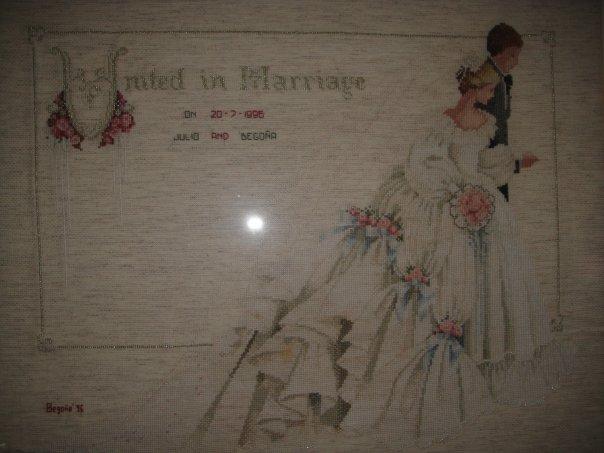 United in Marriage
ON 20-7-1996
JULIO AND BEGOÑA
Begoña '96